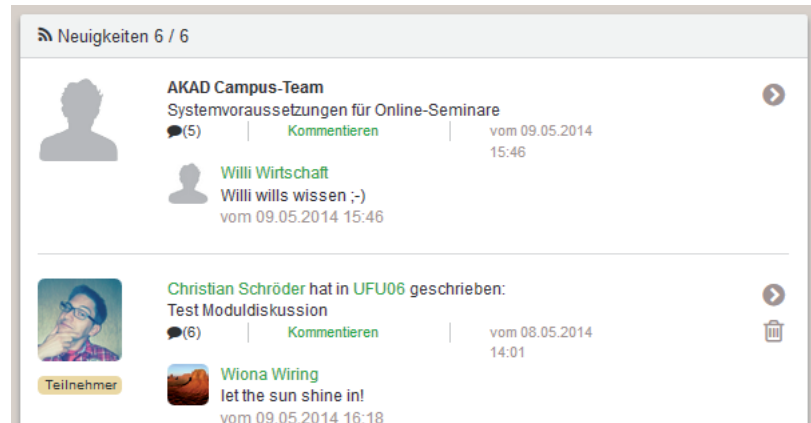 Neuigkeiten 6 / 6
AKAD Campus-Team
Systemvoraussetzungen für Online-Seminare
(5) Kommentieren vom 09.05.2014
15:46
Willi Wirtschaft
Willi wills wissen ;-)
vom 09.05.2014 15:46
Christian Schröder hat in UFU06 geschrieben:
Test Moduldiskussion
(6) Kommentieren vom 08.05.2014
14:01
Teilnehmer
Wiona Wiring
let the sun shine in!
vom 09.05.2014 16:18